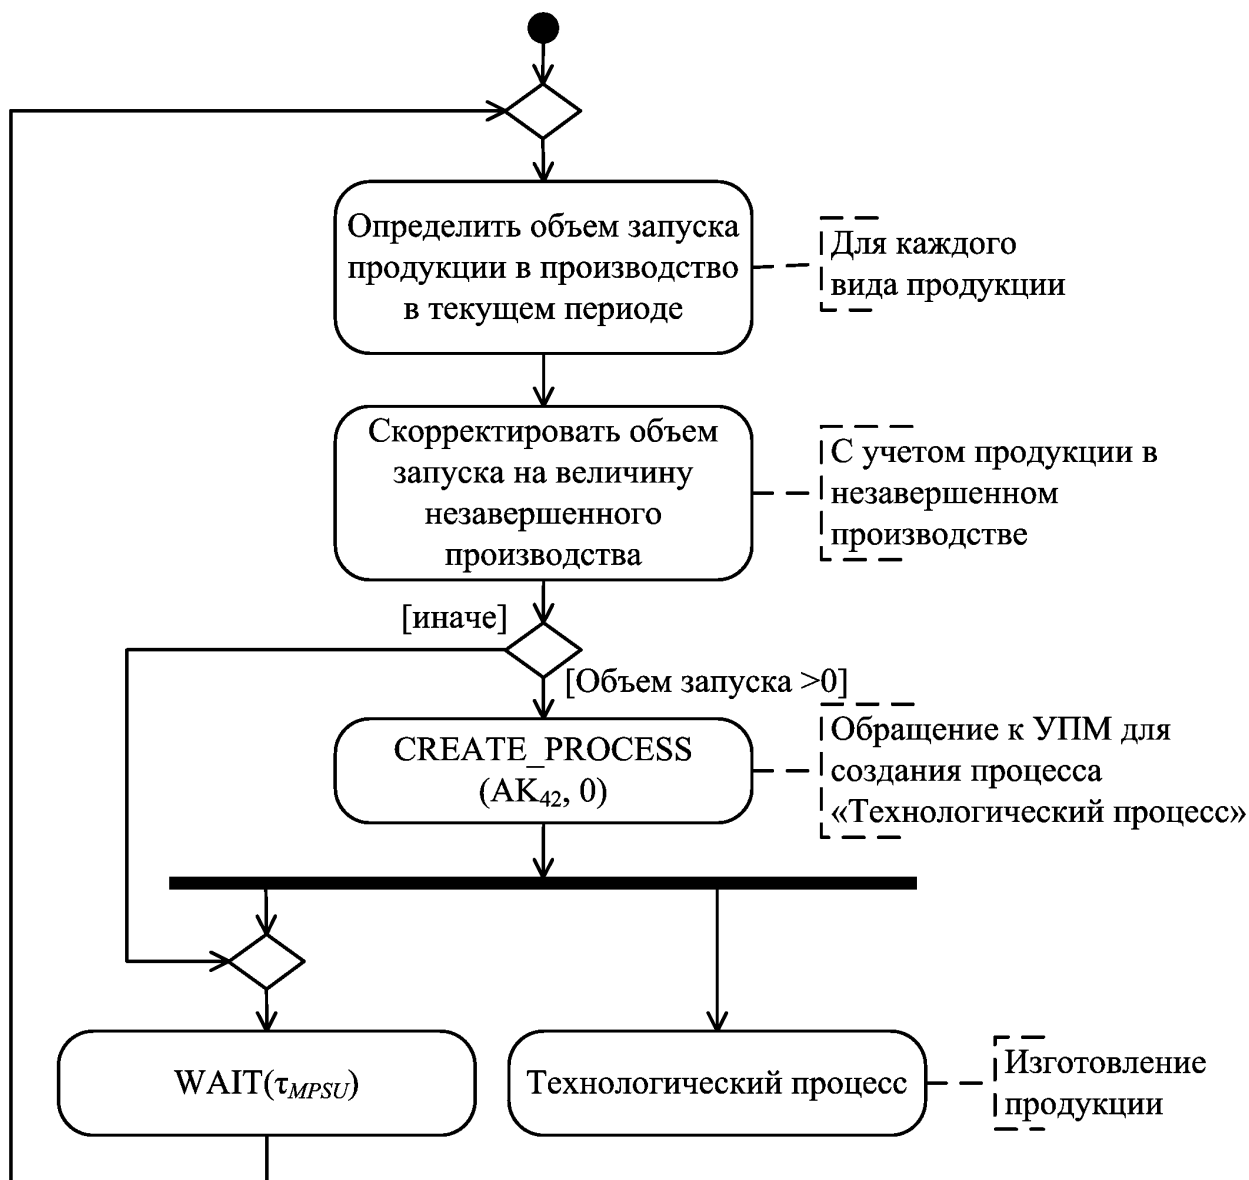 Определить объем запуска
продукции в производство
в текущем периоде
Для каждого
вида продукции
Скорректировать объем
запуска на величину
незавершенного
производства
С учетом продукции в
незавершенном
производстве
[иначе]
[Объем запуска >0]
CREATE_PROCESS
(АК₄₂, 0)
Обращение к УПМ для
создания процесса
«Технологический процесс»
WAIT(τMPSU)
Технологический процесс
Изготовление
продукции